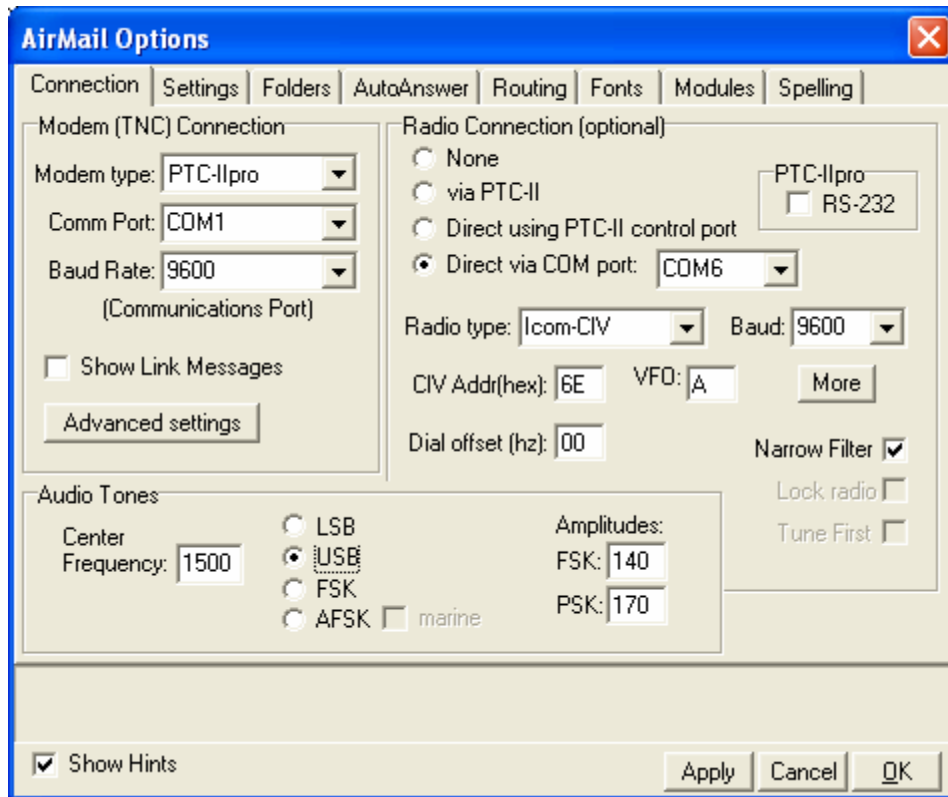 AirMail Options
Connection Settings Folders AutoAnswer Routing Fonts Modules Spelling
Modem (TNC) Connection
Modem type: PTC-IIpro
Comm Port: COM1
Baud Rate: 9600
(Communications Port)
Show Link Messages
Advanced settings
Radio Connection (optional)
None
via PTC-II
Direct using PTC-II control port
Direct via COM port: COM6
PTC-IIpro
RS-232
Radio type: Icom-CIV Baud: 9600
CIV Addr(hex): 6E VFO: A More
Dial offset (hz): 00
Narrow Filter
Lock radio
Tune First
Audio Tones
Center
Frequency: 1500
LSB
USB
FSK
AFSK marine
Amplitudes:
FSK: 140
PSK: 170
Show Hints
Apply Cancel OK